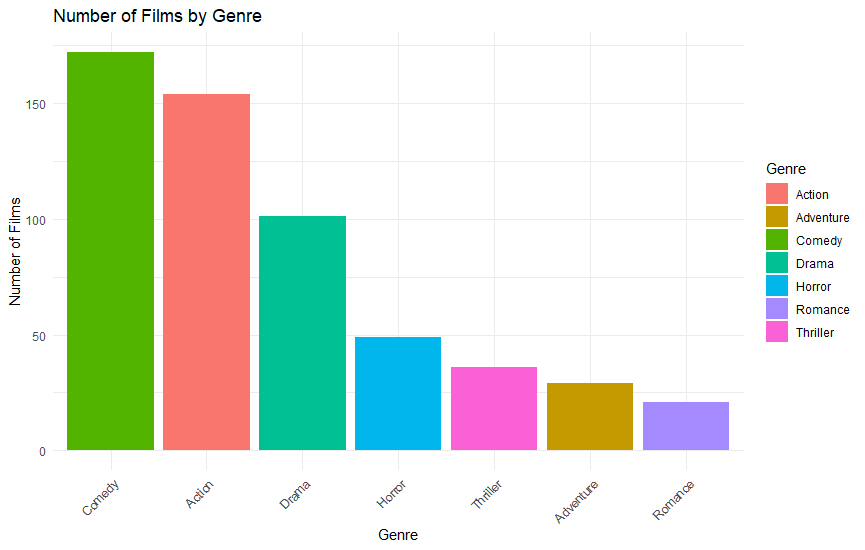 Number of Films by Genre
Number of Films
150
100
50
0
Comedy
Action
Drama
Horror
Thriller
Adventure
Romance
Genre
Genre
Action
Adventure
Comedy
Drama
Horror
Romance
Thriller